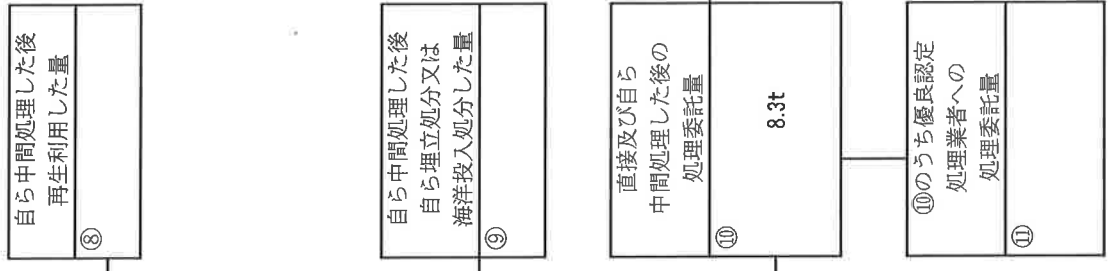 自ら中間処理した後
再生利用した量
⑧
自ら中間処理した後
自ら埋立処分又は
海洋投入処分した量
⑨
直接及び自ら
中間処理した後の
処理委託量
⑩
8.3t
⑩のうち優良認定
処理業者への
処理委託量
⑪